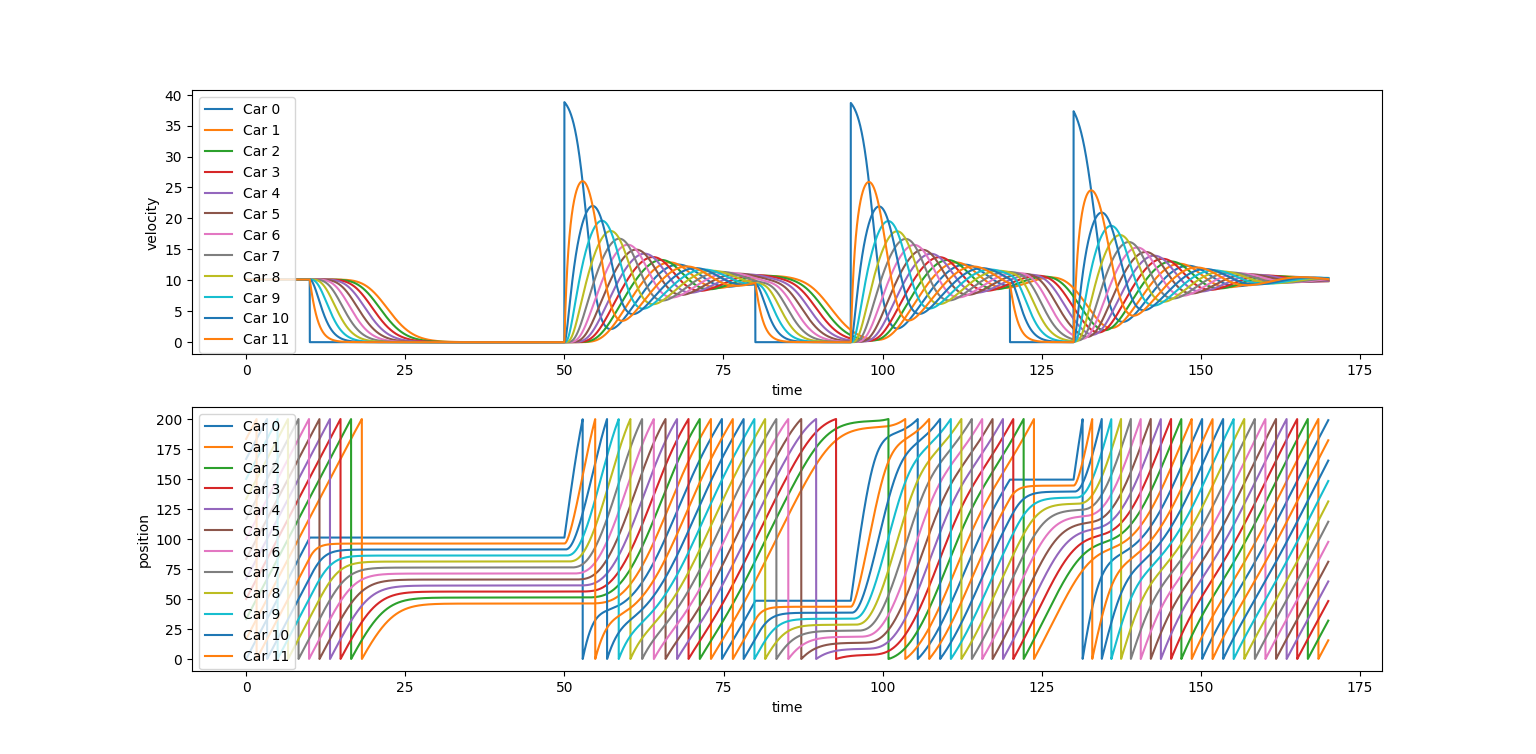 velocity
40
35
30
25
20
15
10
5
0
Car 0
Car 1
Car 2
Car 3
Car 4
Car 5
Car 6
Car 7
Car 8
Car 9
Car 10
Car 11
0 25 50 75 100 125 150 175
time
position
200
175
150
125
100
75
50
25
0
Car 0
Car 1
Car 2
Car 3
Car 4
Car 5
Car 6
Car 7
Car 8
Car 9
Car 10
Car 11
0 25 50 75 100 125 150 175
time